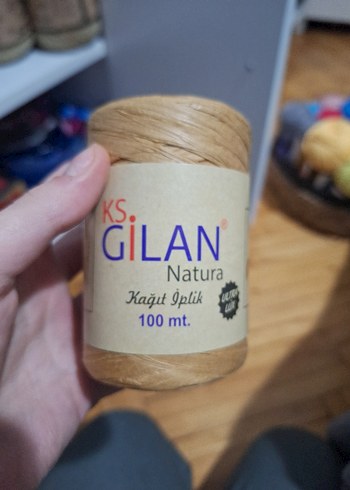 KS.
GİLAN®
Natura
Kağıt İplik
100 mt.